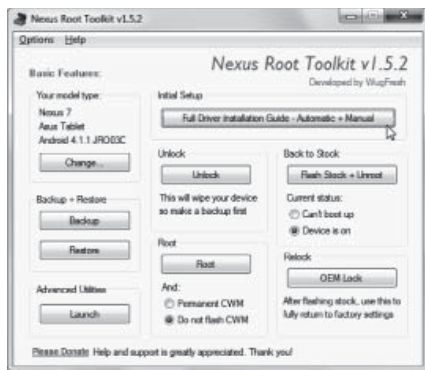 Nexus Root Toolkit v1.5.2
Options Help
Nexus Root Toolkit v1.5.2
Developed by WugFresh
Basic Features:
Your model type:
Nexus 7
Asus Tablet
Android 4.1.1 JRO03C
Change...
Initial Setup
Full Driver Installation Guide - Automatic + Manual
Backup + Restore
Backup
Restore
Advanced Utilities
Launch
Unlock
Unlock
This will wipe your device
so make a backup first
Root
Root
And:
Permanent CWM
Do not flash CWM
Back to Stock
Flash Stock + Unroot
Current status:
Can't boot up
Device is on
Relock
OEM Lock
After flashing stock, use this to
fully return to factory settings
Please Donate Help and support is greatly appreciated. Thank you!